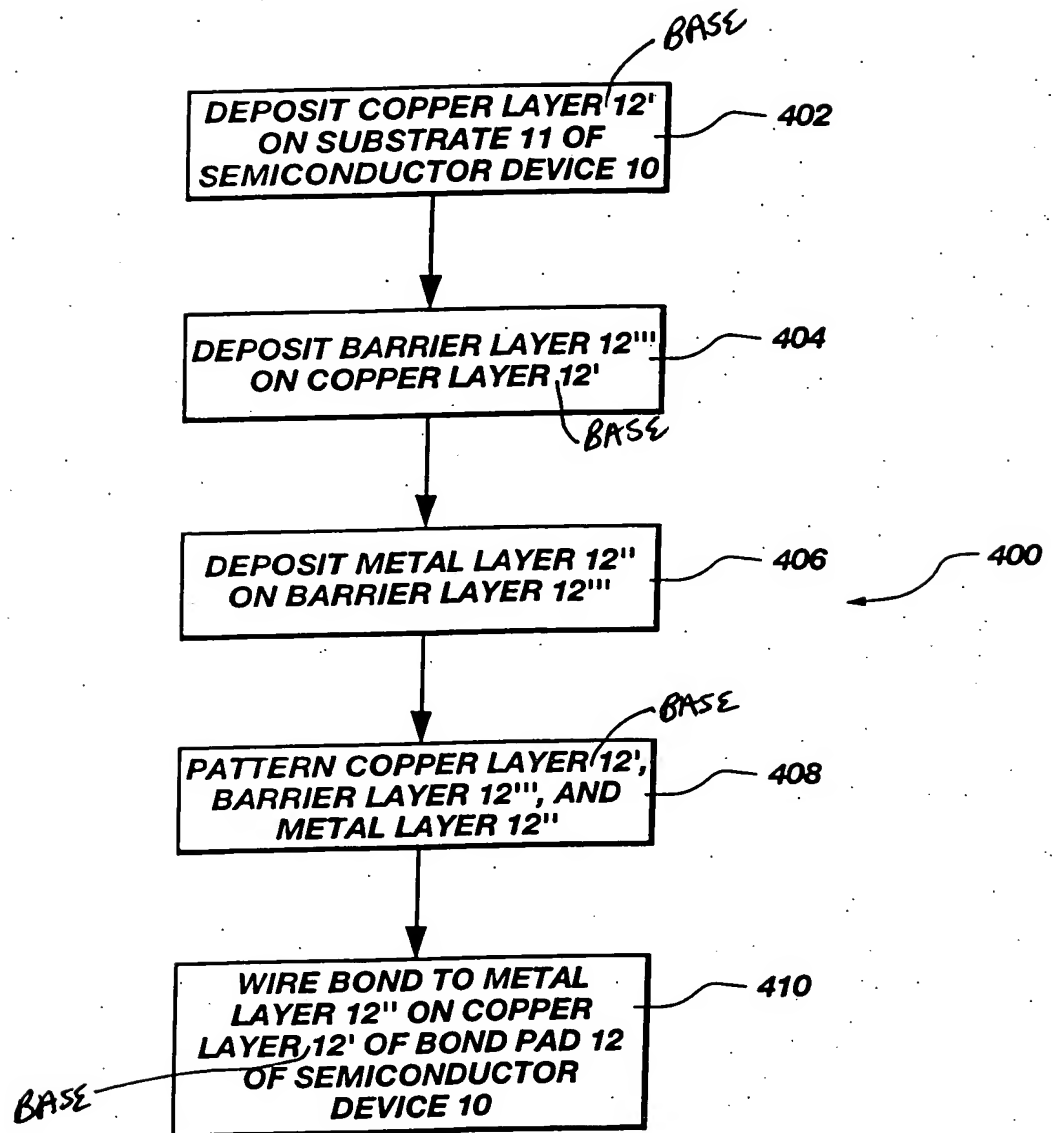 BASE
DEPOSIT COPPER LAYER 12'
ON SUBSTRATE 11 OF
SEMICONDUCTOR DEVICE 10
402
DEPOSIT BARRIER LAYER 12'''
ON COPPER LAYER 12'
404
BASE
DEPOSIT METAL LAYER 12''
ON BARRIER LAYER 12'''
406
400
BASE
PATTERN COPPER LAYER 12',
BARRIER LAYER 12''', AND
METAL LAYER 12''
408
WIRE BOND TO METAL
LAYER 12'' ON COPPER
LAYER 12' OF BOND PAD 12
OF SEMICONDUCTOR
DEVICE 10
410
BASE